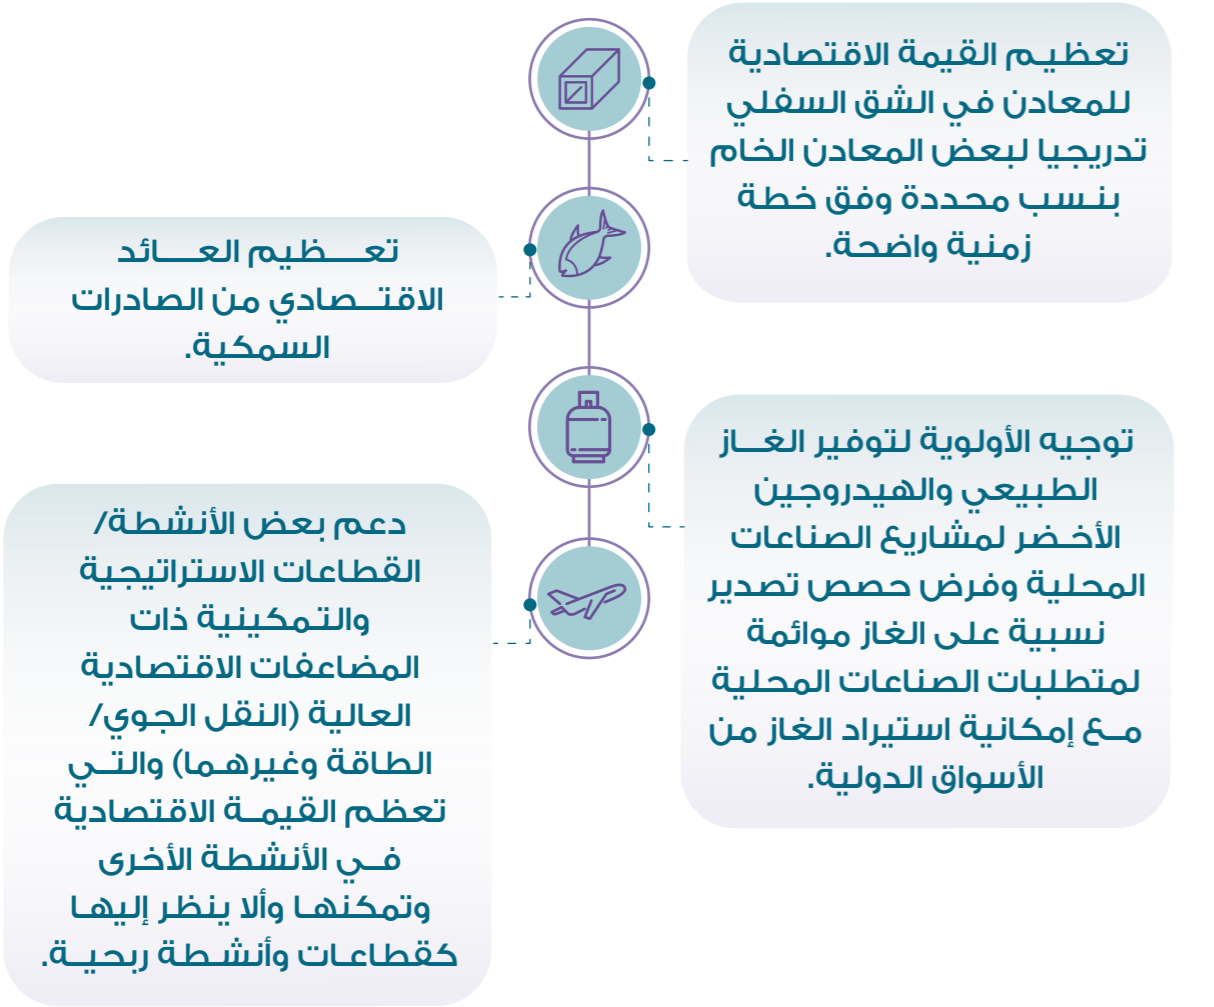 تعظيم القيمة الاقتصادية
للمعادن في الشق السفلي
تدريجيا لبعض المعادن الخام
بنسب محددة وفق خطة
زمنية واضحة.
تعظيم العائد
الاقتصادي من الصادرات
السمكية.
توجيه الأولوية لتوفير الغاز
الطبيعي والهيدروجين
الأخضر لمشاريع الصناعات
المحلية وفرض حصص تصدير
نسبية على الغاز موائمة
لمتطلبات الصناعات المحلية
مع إمكانية استيراد الغاز من
الأسواق الدولية.
دعم بعض الأنشطة/
القطاعات الاستراتيجية
والتمكينية ذات
المضاعفات الاقتصادية
العالية (النقل الجوي/
الطاقة وغيرهما) والتي
تعظم القيمة الاقتصادية
في الأنشطة الأخرى
وتمكنها وألا ينظر إليها
كقطاعات وأنشطة ربحية.